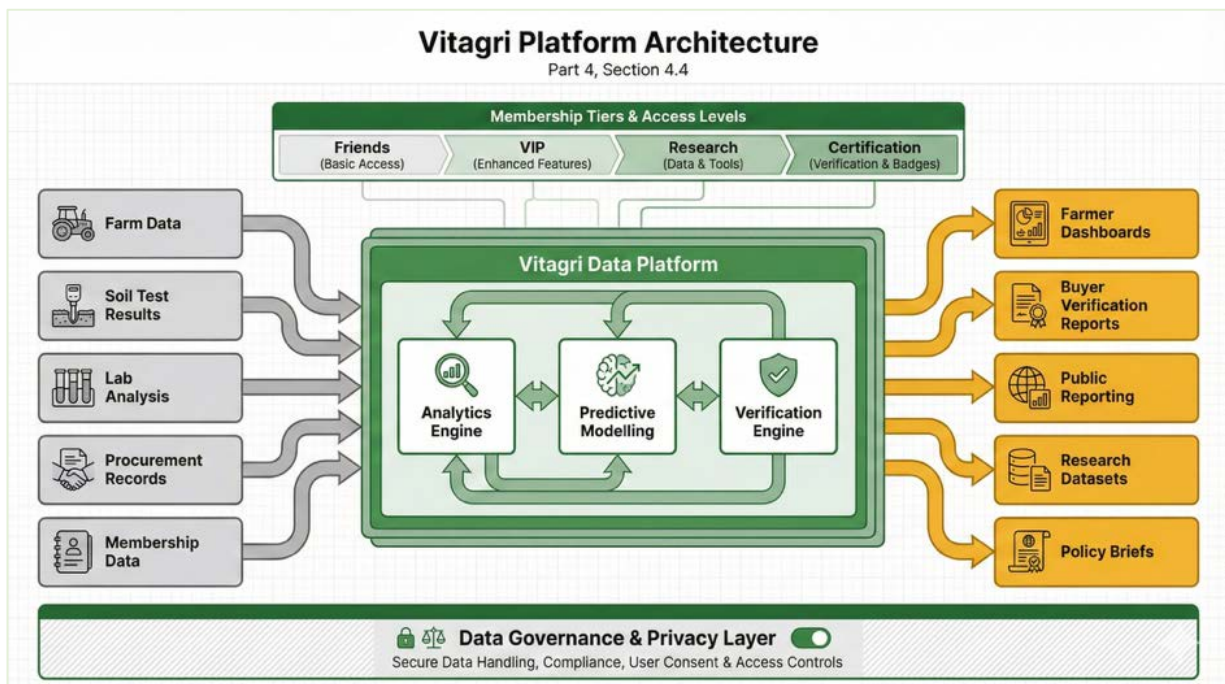 Vitagri Platform Architecture
Part 4, Section 4.4
Membership Tiers & Access Levels
Friends
(Basic Access)
VIP
(Enhanced Features)
Research
(Data & Tools)
Certification
(Verification & Badges)
Farm Data
Soil Test
Results
Lab
Analysis
Procurement
Records
Membership
Data
Vitagri Data Platform
Analytics
Engine
Predictive
Modelling
Verification
Engine
Farmer
Dashboards
Buyer
Verification
Reports
Public
Reporting
Research
Datasets
Policy Briefs
Data Governance & Privacy Layer
Secure Data Handling, Compliance, User Consent & Access Controls